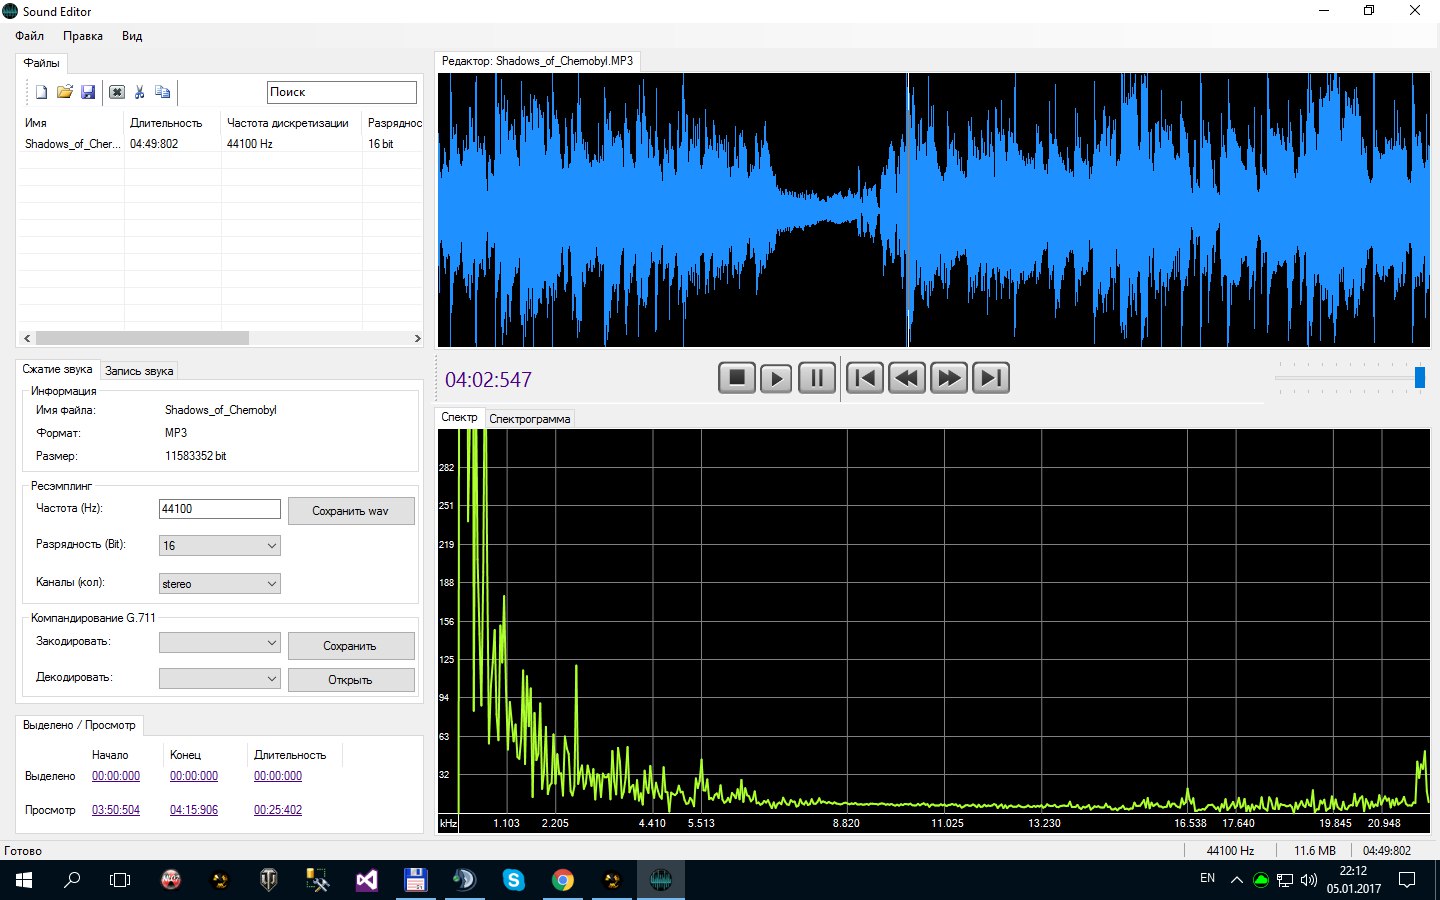 Sound Editor
Файл Правка Вид
Файлы
Поиск
Имя Длительность Частота дискретизации Разряднос
Shadows_of_Cher... 04:49:802 44100 Hz 16 bit
Редактор: Shadows_of_Chernobyl.MP3
04:02:547
Сжатие звука Запись звука
Информация
Имя файла: Shadows_of_Chernobyl
Формат: MP3
Размер: 11583352 bit
Ресэмплинг
Частота (Hz): 44100 Сохранить wav
Разрядность (Bit): 16
Каналы (кол): stereo
Компандирование G.711
Закодировать: Сохранить
Декодировать: Открыть
Выделено / Просмотр
Начало Конец Длительность
Выделено 00:00:000 00:00:000 00:00:000
Просмотр 03:50:504 04:15:906 00:25:402
Спектр Спектрограмма
282
251
219
188
156
125
94
63
32
kHz 1.103 2.205 4.410 5.513 8.820 11.025 13.230 16.538 17.640 19.845 20.948
Готово 44100 Hz 11.6 MB 04:49:802
EN 22:12
05.01.2017